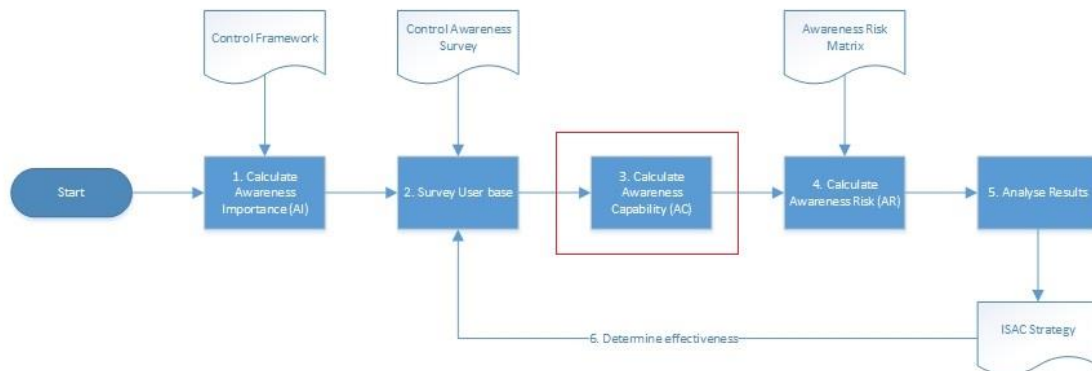 Control Framework
Control Awareness
Survey
Awareness Risk
Matrix
Start
1. Calculate
Awareness
Importance (AI)
2. Survey User base
3. Calculate
Awareness
Capability (AC)
4. Calculate
Awareness Risk (AR)
5. Analyse Results
6. Determine effectiveness
ISAC Strategy